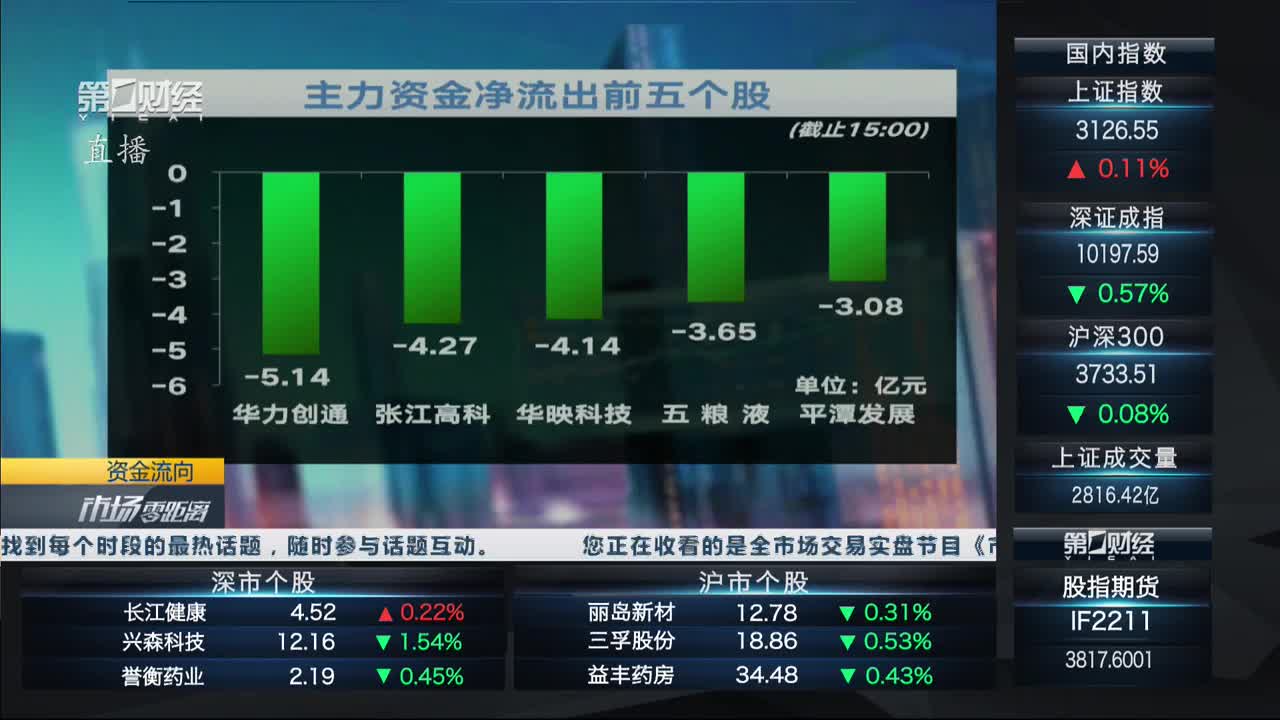 第一财经
YICAI
直播
主力资金净流出前五个股
(截止15:00)
0
-1
-2
-3
-4
-5
-6
-5.14
-4.27
-4.14
-3.65
-3.08
单位：亿元
华力创通 张江高科 华映科技 五粮液 平潭发展
资金流向
市场零距离
找到每个时段的最热话题，随时参与话题互动。 您正在收看的是全市场交易实盘节目《市
深市个股
长江健康 4.52 ▲ 0.22%
兴森科技 12.16 ▼ 1.54%
誉衡药业 2.19 ▼ 0.45%
沪市个股
丽岛新材 12.78 ▼ 0.31%
三孚股份 18.86 ▼ 0.53%
益丰药房 34.48 ▼ 0.43%
国内指数
上证指数
3126.55
▲ 0.11%
深证成指
10197.59
▼ 0.57%
沪深300
3733.51
▼ 0.08%
上证成交量
2816.42亿
第一财经
YICAI
股指期货
IF2211
3817.6001